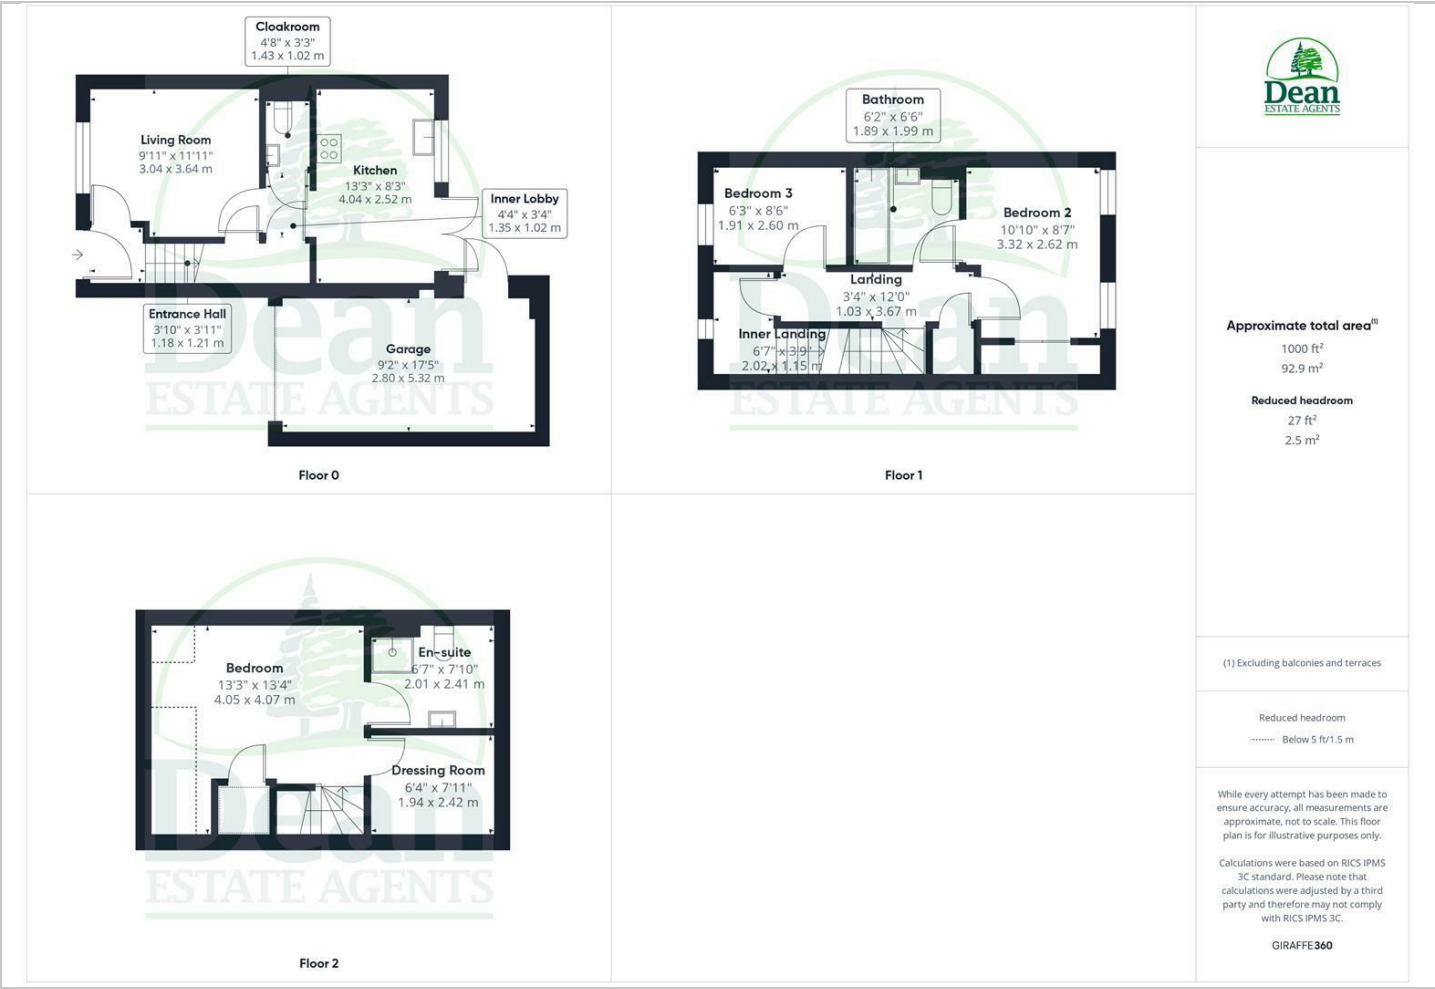 Cloakroom
4'8" x 3'3"
1.43 x 1.02 m
Living Room
9'11" x 11'11"
3.04 x 3.64 m
Kitchen
13'3" x 8'3"
4.04 x 2.52 m
Inner Lobby
4'4" x 3'4"
1.35 x 1.02 m
Entrance Hall
3'10" x 3'11"
1.18 x 1.21 m
Garage
9'2" x 17'5"
2.80 x 5.32 m
Dean
ESTATE AGENTS
Floor 0
Bathroom
6'2" x 6'6"
1.89 x 1.99 m
Bedroom 3
6'3" x 8'6"
1.91 x 2.60 m
Bedroom 2
10'10" x 8'7"
3.32 x 2.62 m
Landing
3'4" x 12'0"
1.03 x 3.67 m
Inner Landing
6'7" x 3'9"
2.02 x 1.15 m
Dean
ESTATE AGENTS
Floor 1
Bedroom
13'3" x 13'4"
4.05 x 4.07 m
En-suite
6'7" x 7'10"
2.01 x 2.41 m
Dressing Room
6'4" x 7'11"
1.94 x 2.42 m
Dean
ESTATE AGENTS
Floor 2
Dean
ESTATE AGENTS
Approximate total area⁽¹⁾
1000 ft²
92.9 m²
Reduced headroom
27 ft²
2.5 m²
(1) Excluding balconies and terraces
Reduced headroom
Below 5 ft/1.5 m
While every attempt has been made to
ensure accuracy, all measurements are
approximate, not to scale. This floor
plan is for illustrative purposes only.
Calculations were based on RICS IPMS
3C standard. Please note that
calculations were adjusted by a third
party and therefore may not comply
with RICS IPMS 3C.
GIRAFFE360